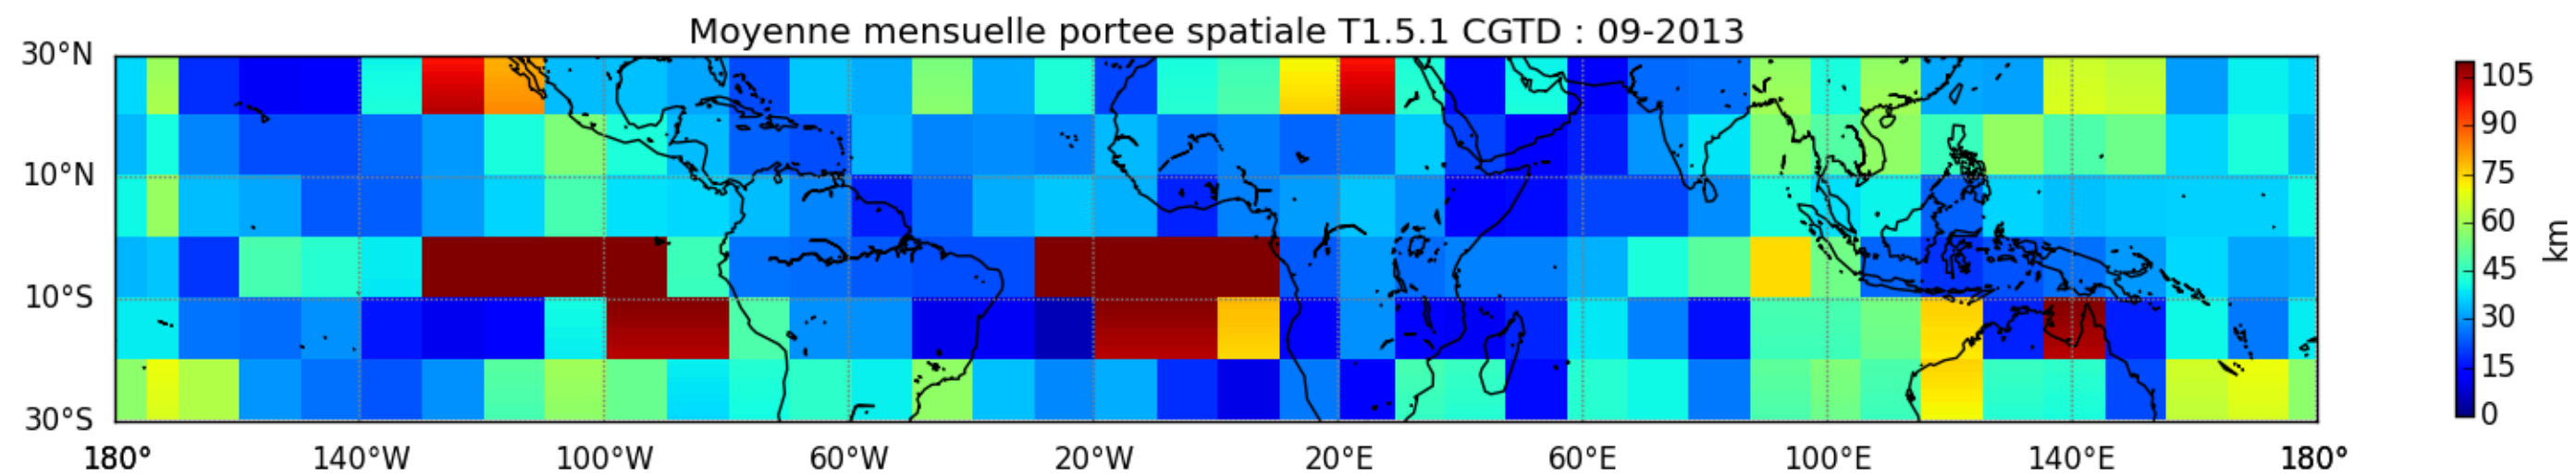 Moyenne mensuelle portee spatiale T1.5.1 CGTD : 09-2013
30°N
10°N
10°S
30°S
180° 140°W 100°W 60°W 20°W 20°E 60°E 100°E 140°E 180°
105
90
75
60
45
30
15
0
km